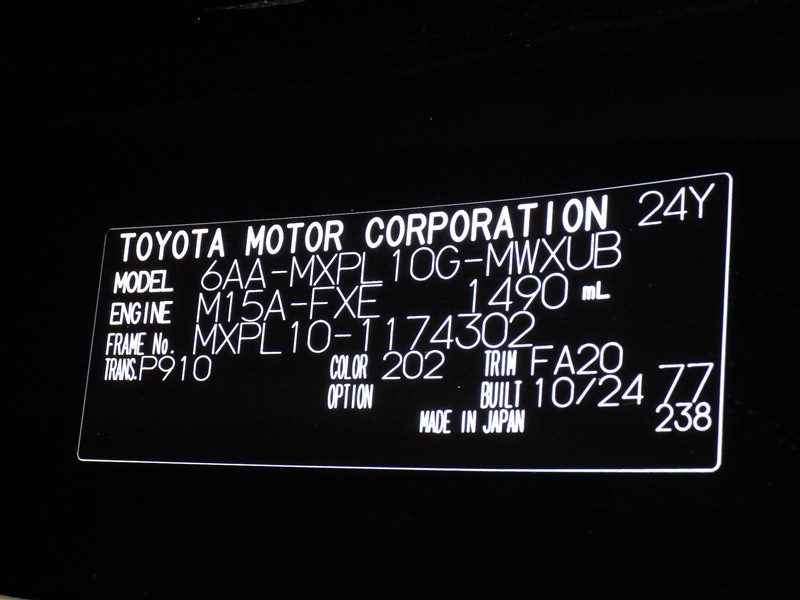 TOYOTA MOTOR CORPORATION 24Y
MODEL 6AA-MXPL10G-MWXUB
ENGINE M15A-FXE 1490 mL
FRAME No. MXPL10-1174302
TRANS. P910 COLOR 202 TRIM FA20
OPTION BUILT 10/24 77
MADE IN JAPAN 238